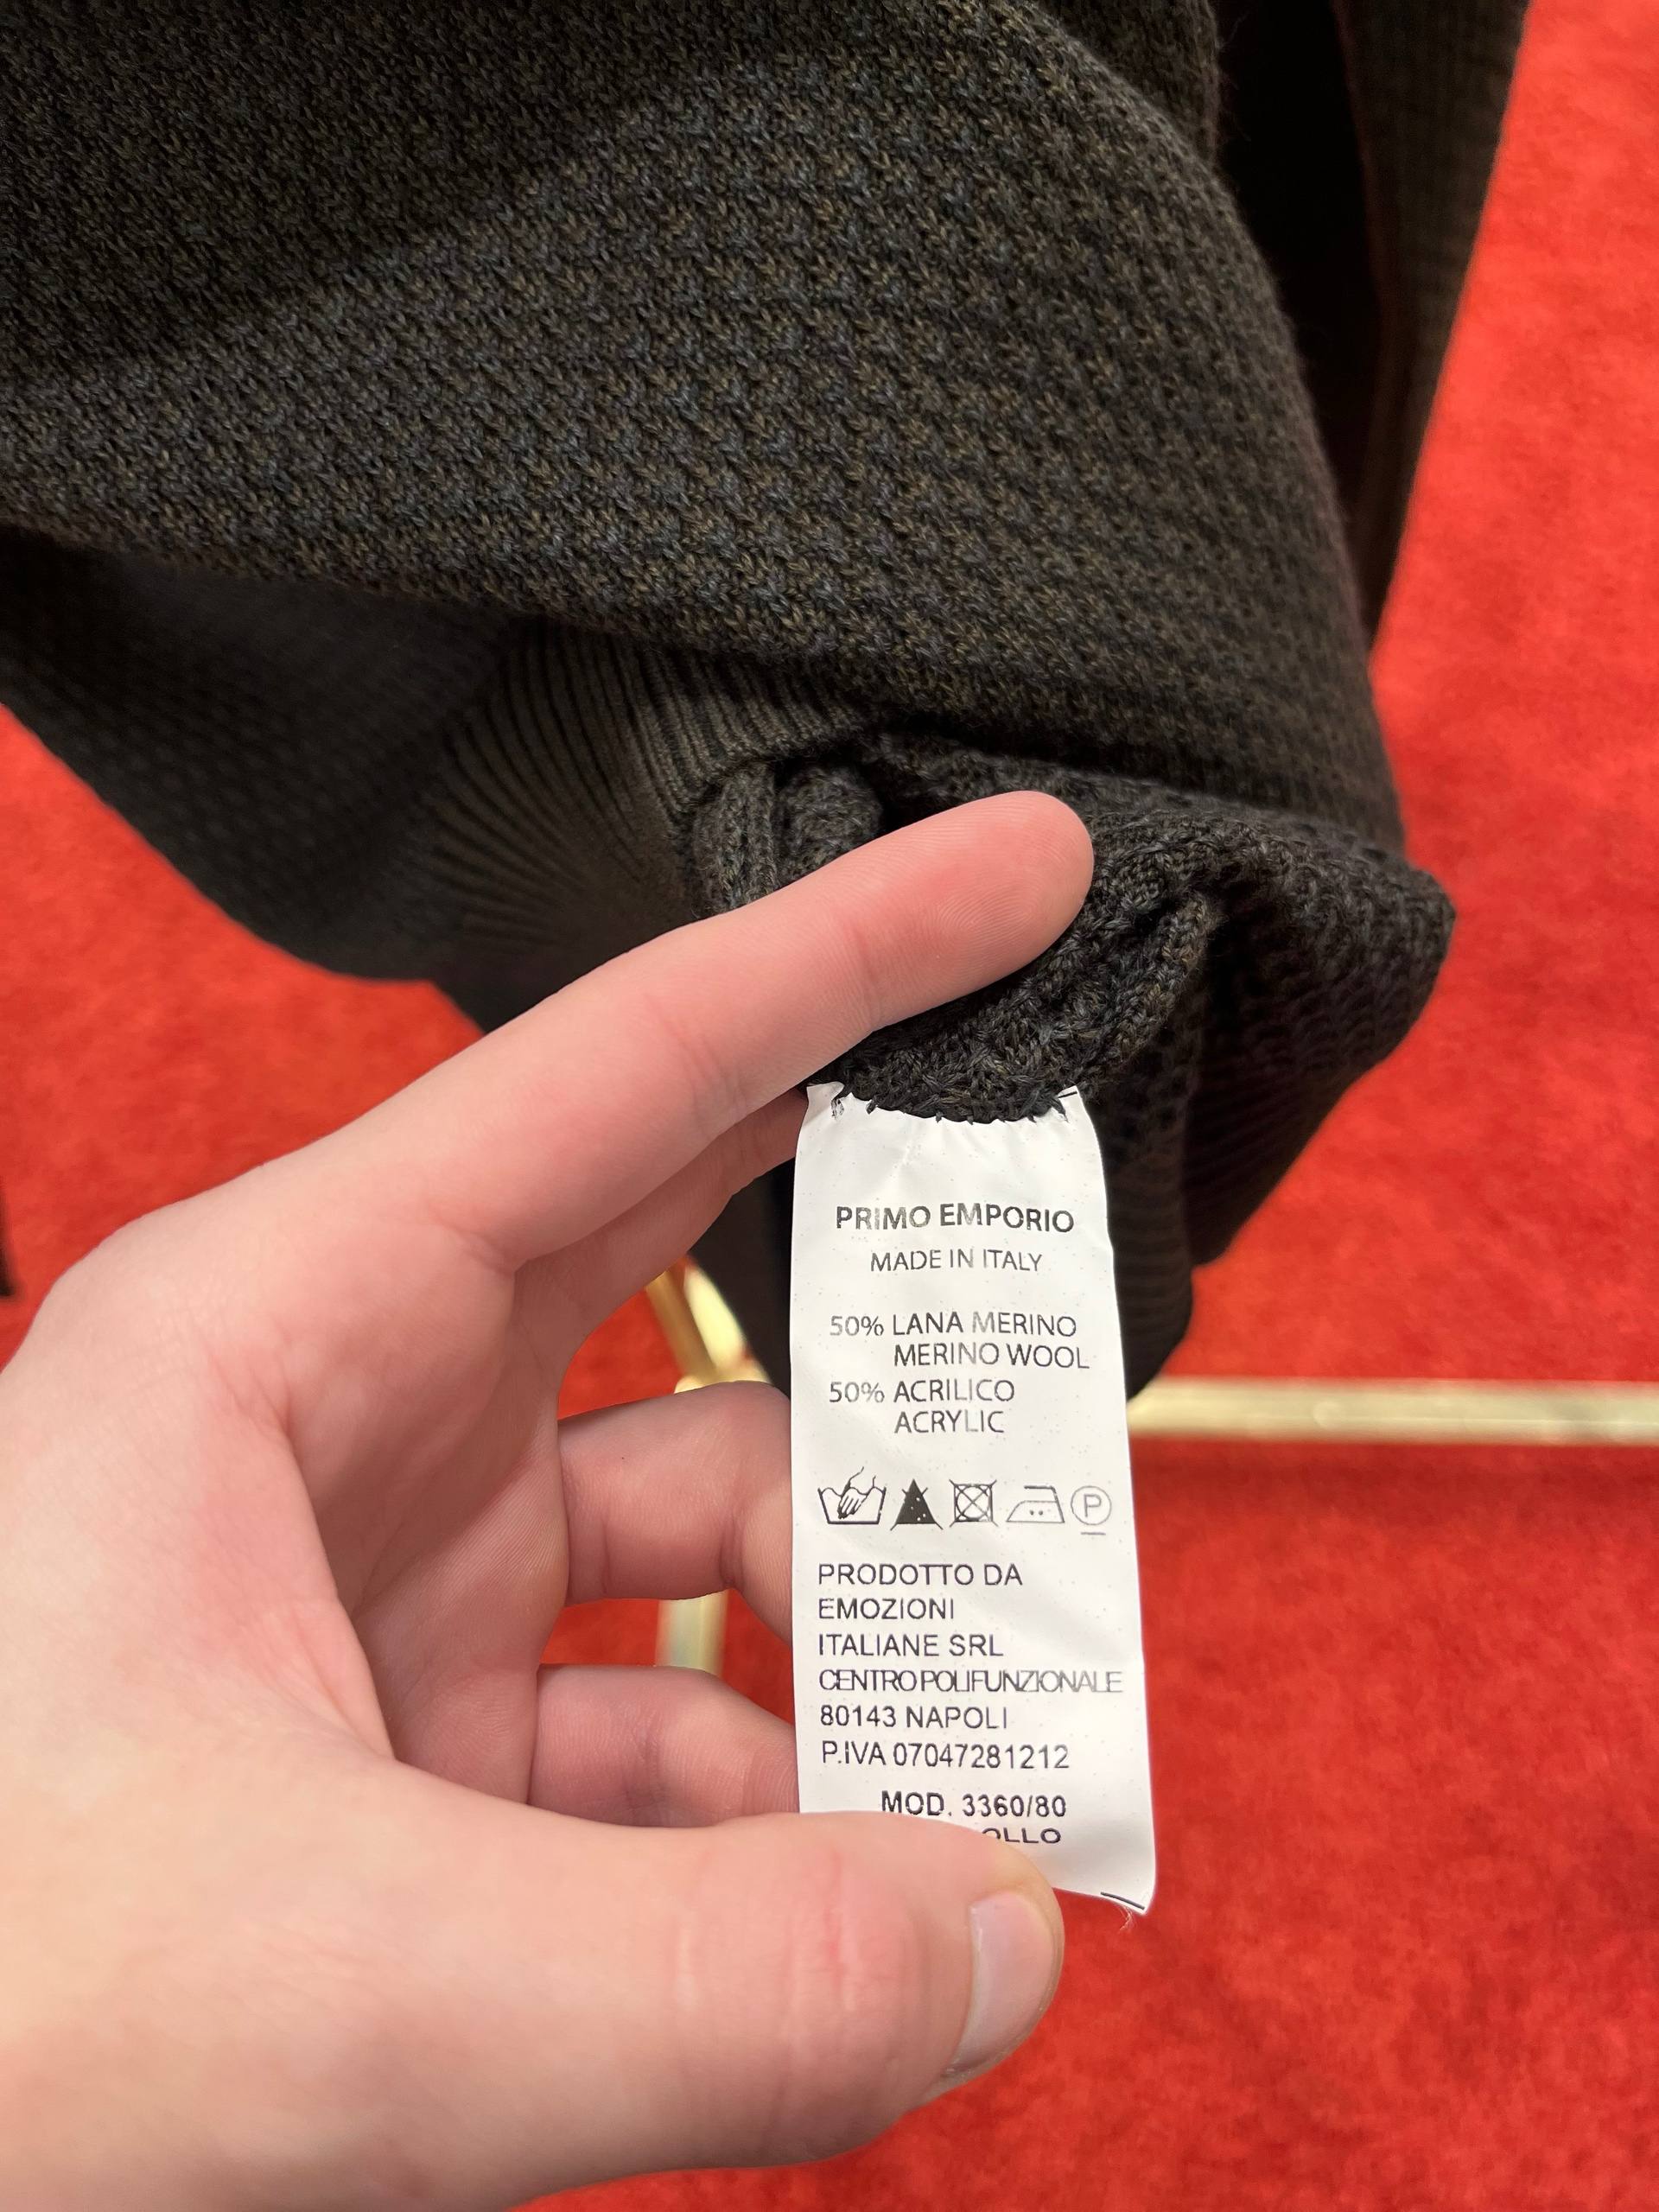 PRIMO EMPORIO
MADE IN ITALY
50% LANA MERINO
MERINO WOOL
50% ACRILICO
ACRYLIC
P
PRODOTTO DA
EMOZIONI
ITALIANE SRL
CENTRO POLIFUNZIONALE
80143 NAPOLI
P.IVA 07047281212
MOD. 3360/80